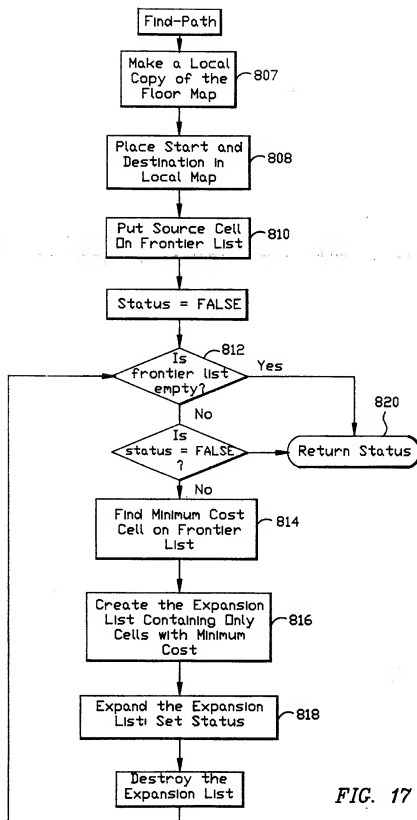 Find-Path
Make a Local
Copy of the
Floor Map
807
Place Start and
Destination in
Local Map
808
Put Source Cell
On Frontier List
810
Status = FALSE
812
Is
frontier list
empty?
Yes
820
No
Is
status = FALSE
?
Return Status
No
Find Minimum Cost
Cell on Frontier
List
814
Create the Expansion
List Containing Only
Cells with Minimum
Cost
816
Expand the Expansion
List: Set Status
818
Destroy the
Expansion List
FIG. 17